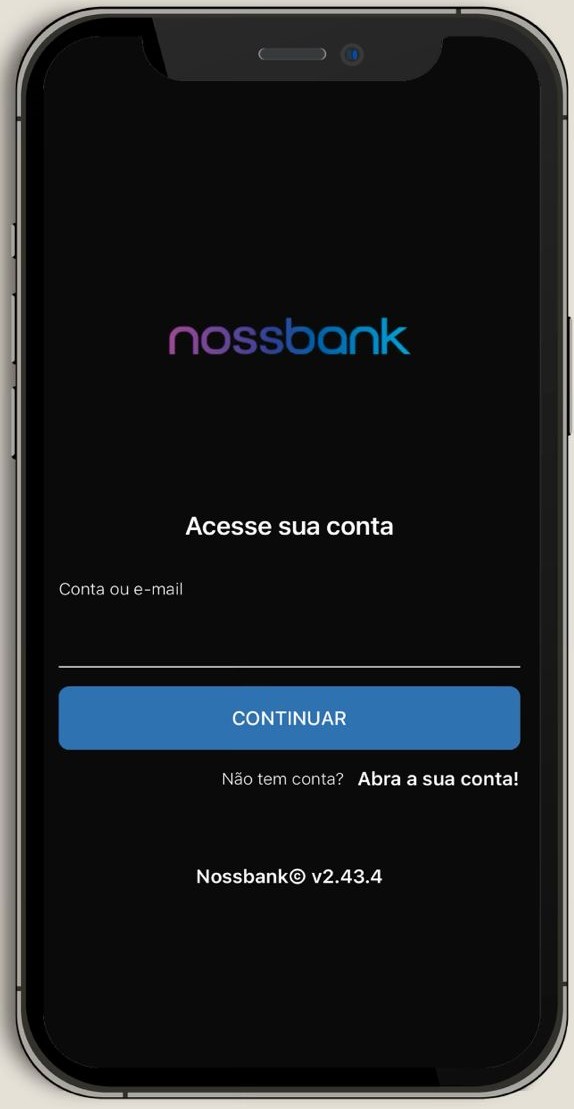 nossbank
Acesse sua conta
Conta ou e-mail
CONTINUAR
Não tem conta? Abra a sua conta!
Nossbank© v2.43.4